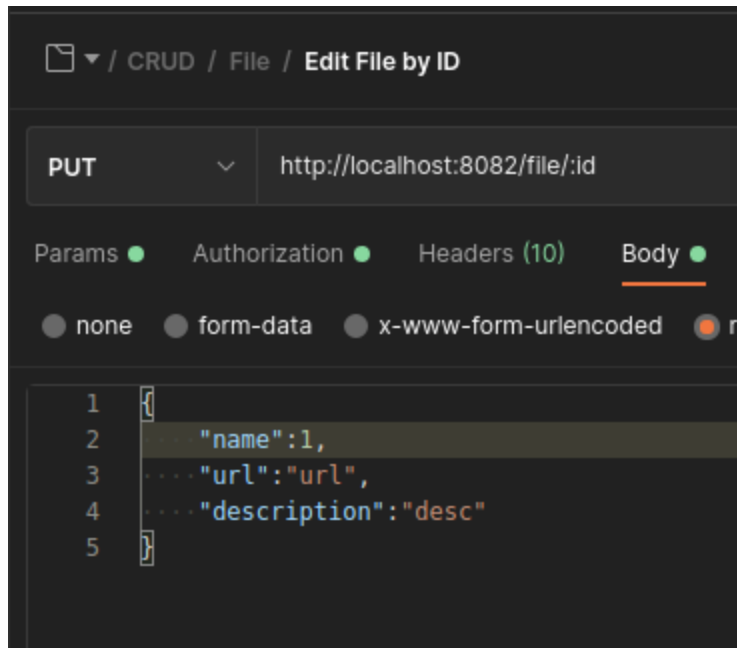 / CRUD / File / Edit File by ID
PUT http://localhost:8082/file/:id
Params Authorization Headers (10) Body
none form-data x-www-form-urlencoded r
1 {
2 "name":1,
3 "url":"url",
4 "description":"desc"
5 }